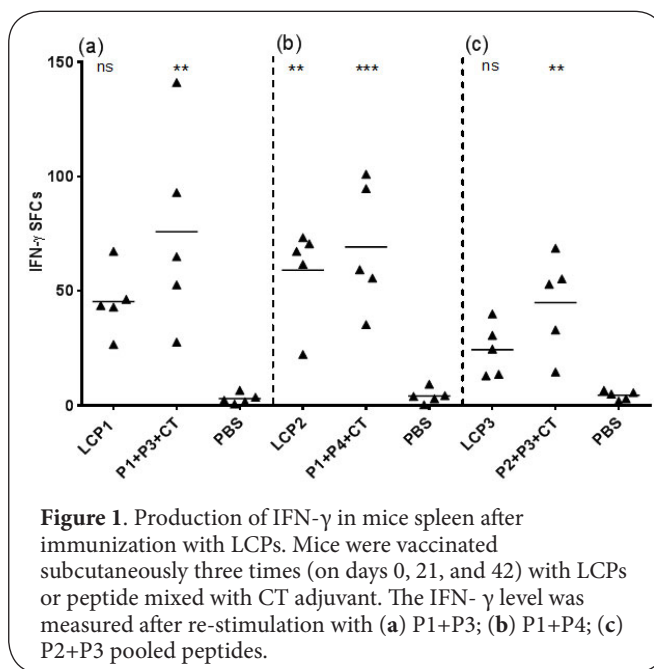 (a) (b) (c)
150
ns ** ** *** ns **
100
IFN-γ SFCs
50
0
LCP1 P1+P3+CT PBS LCP2 P1+P4+CT PBS LCP3 P2+P3+CT PBS
Figure 1. Production of IFN-γ in mice spleen after
immunization with LCPs. Mice were vaccinated
subcutaneously three times (on days 0, 21, and 42) with LCPs
or peptide mixed with CT adjuvant. The IFN- γ level was
measured after re-stimulation with (a) P1+P3; (b) P1+P4; (c)
P2+P3 pooled peptides.